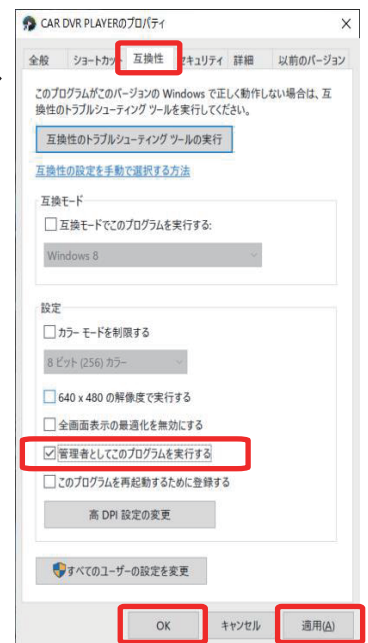 CAR DVR PLAYERのプロパティ
全般 ショートカット 互換性 セキュリティ 詳細 以前のバージョン
このプログラムがこのバージョンの Windows で正しく動作しない場合は、互
換性のトラブルシューティング ツールを実行してください。
互換性のトラブルシューティング ツールの実行
互換性の設定を手動で選択する方法
互換モード
互換モードでこのプログラムを実行する:
Windows 8
設定
カラー モードを制限する
8 ビット (256) カラー
640 x 480 の解像度で実行する
全画面表示の最適化を無効にする
管理者としてこのプログラムを実行する
このプログラムを再起動するために登録する
高 DPI 設定の変更
すべてのユーザーの設定を変更
OK キャンセル 適用(A)